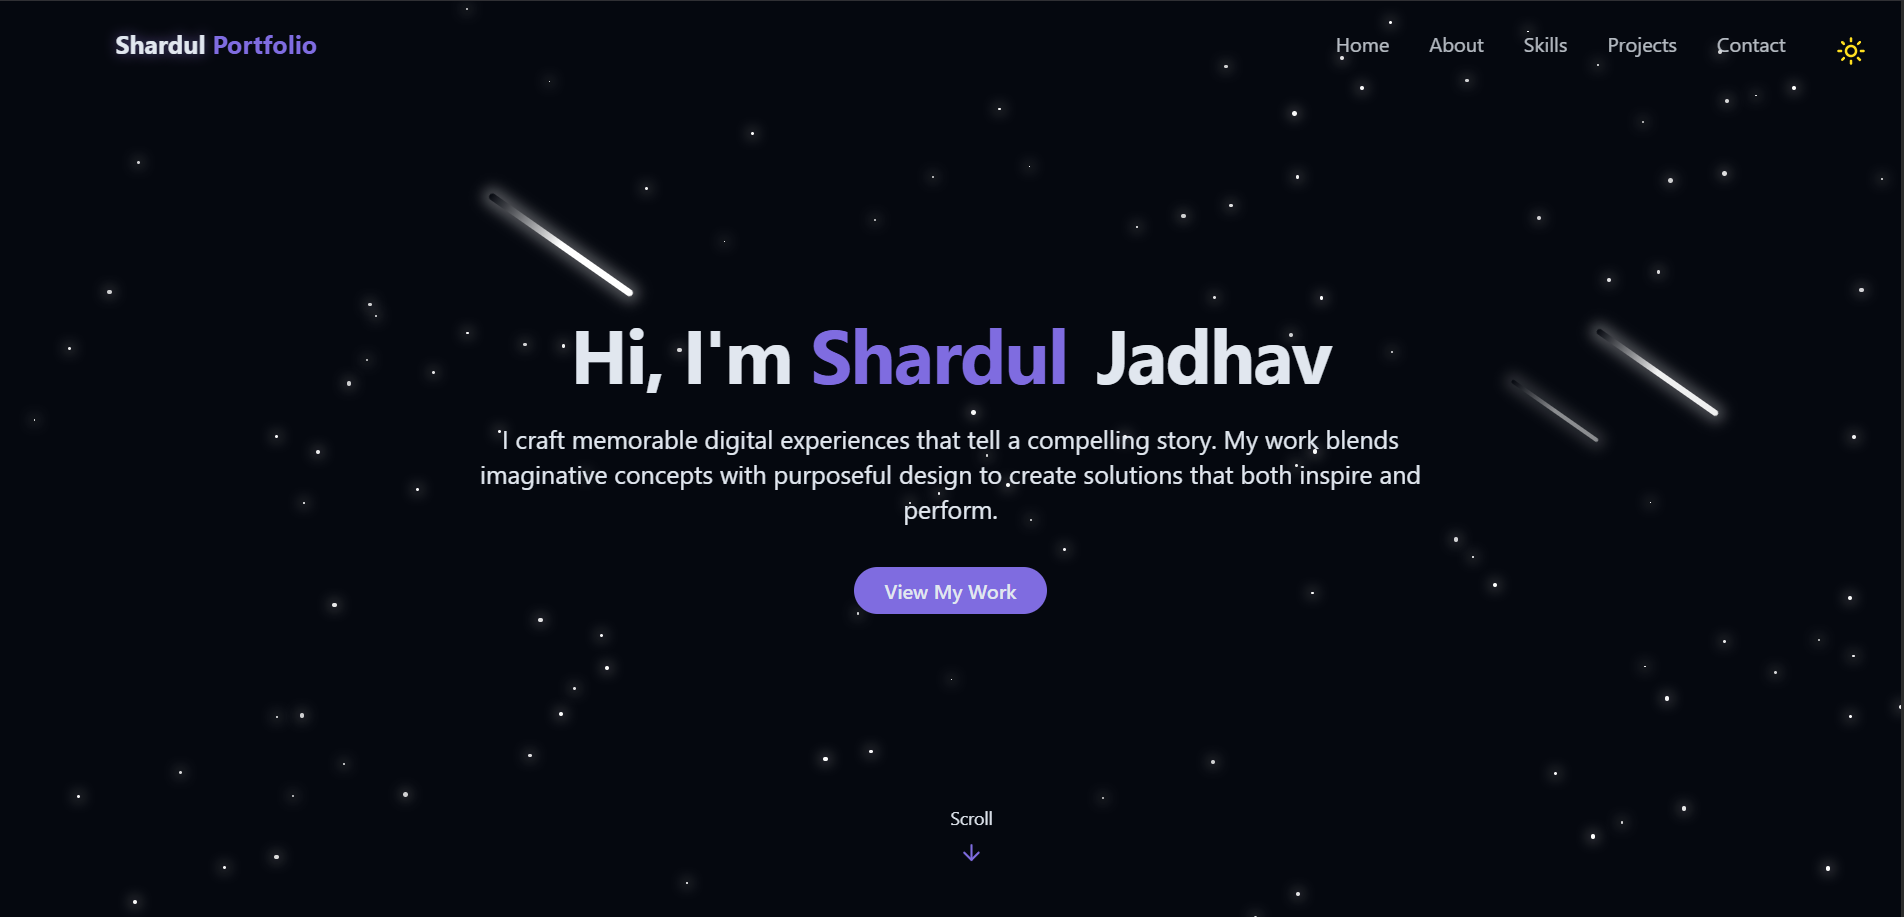 Shardul Portfolio
Home About Skills Projects Contact
Hi, I'm Shardul Jadhav
I craft memorable digital experiences that tell a compelling story. My work blends
imaginative concepts with purposeful design to create solutions that both inspire and
perform.
View My Work
Scroll